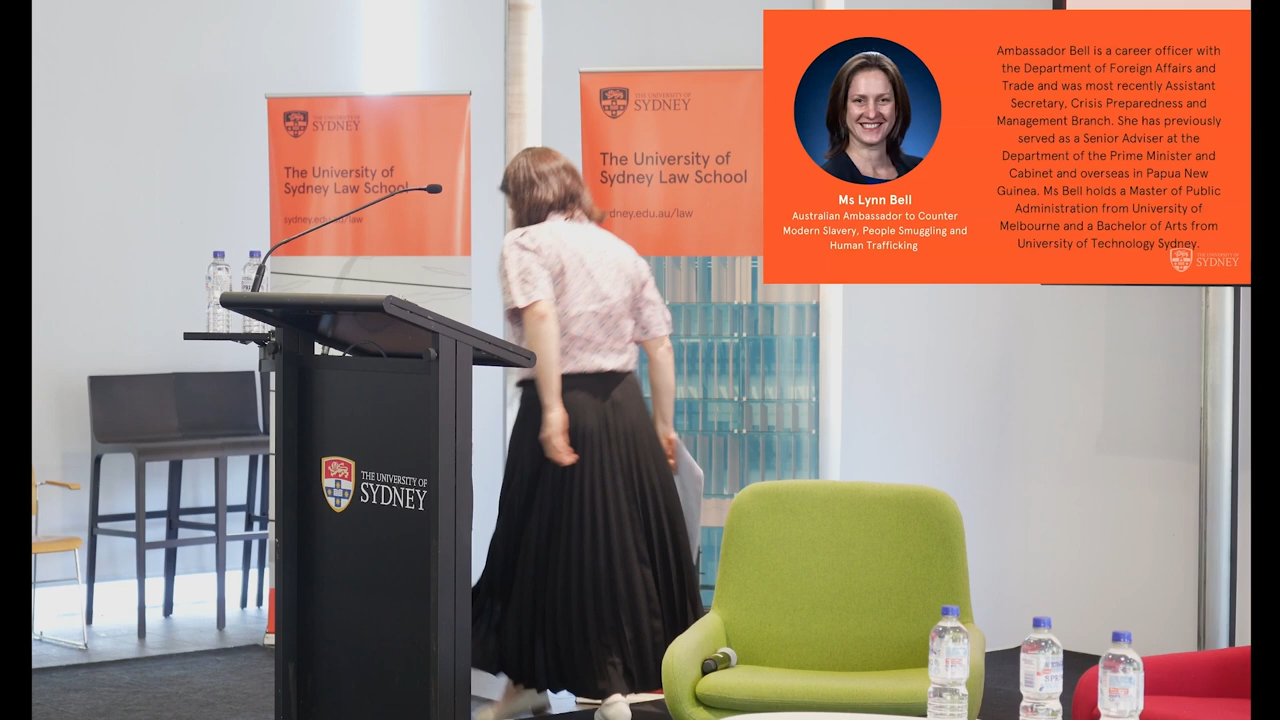 THE UNIVERSITY OF
SYDNEY
The University of
Sydney Law School
sydney.edu.au/law
THE UNIVERSITY OF
SYDNEY
The University of
Sydney Law School
dney.edu.au/law
Ms Lynn Bell
Australian Ambassador to Counter
Modern Slavery, People Smuggling and
Human Trafficking
Ambassador Bell is a career officer with
the Department of Foreign Affairs and
Trade and was most recently Assistant
Secretary, Crisis Preparedness and
Management Branch. She has previously
served as a Senior Adviser at the
Department of the Prime Minister and
Cabinet and overseas in Papua New
Guinea. Ms Bell holds a Master of Public
Administration from University of
Melbourne and a Bachelor of Arts from
University of Technology Sydney.
THE UNIVERSITY OF
SYDNEY
THE UNIVERSITY OF
SYDNEY